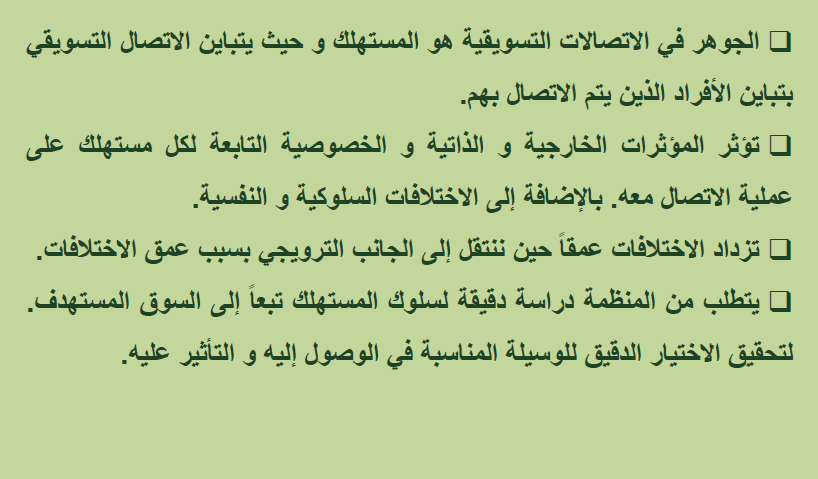 ❑ الجوهر في الاتصالات التسويقية هو المستهلك و حيث يتباين الاتصال التسويقي
بتباين الأفراد الذين يتم الاتصال بهم.
❑ تؤثر المؤثرات الخارجية و الذاتية و الخصوصية التابعة لكل مستهلك على
عملية الاتصال معه. بالإضافة إلى الاختلافات السلوكية و النفسية.
❑ تزداد الاختلافات عمقاً حين ننتقل إلى الجانب الترويجي بسبب عمق الاختلافات.
❑ يتطلب من المنظمة دراسة دقيقة لسلوك المستهلك تبعاً إلى السوق المستهدف.
لتحقيق الاختيار الدقيق للوسيلة المناسبة في الوصول إليه و التأثير عليه.